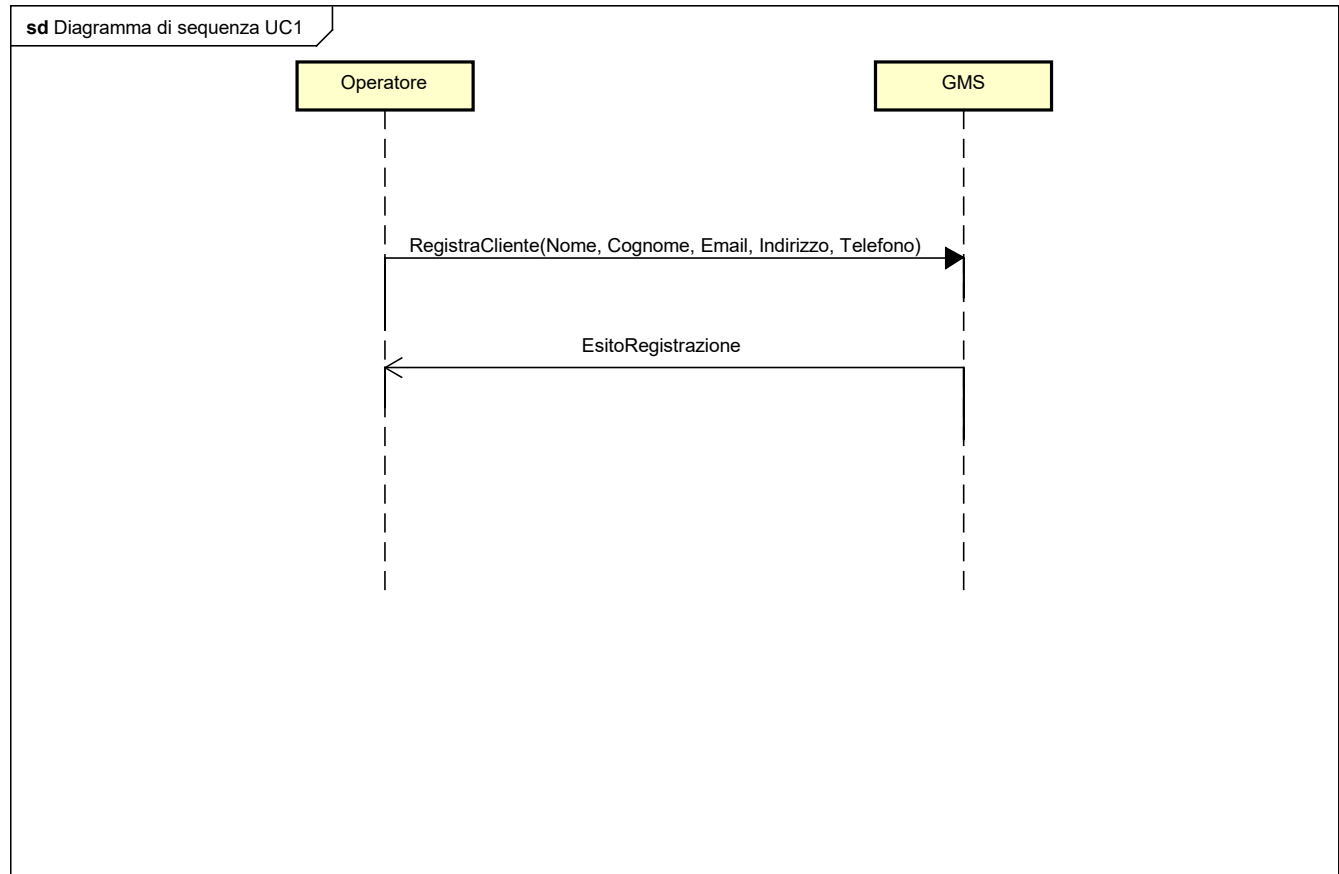 sd Diagramma di sequenza UC1
Operatore
GMS
RegistraCliente(Nome, Cognome, Email, Indirizzo, Telefono)
EsitoRegistrazione